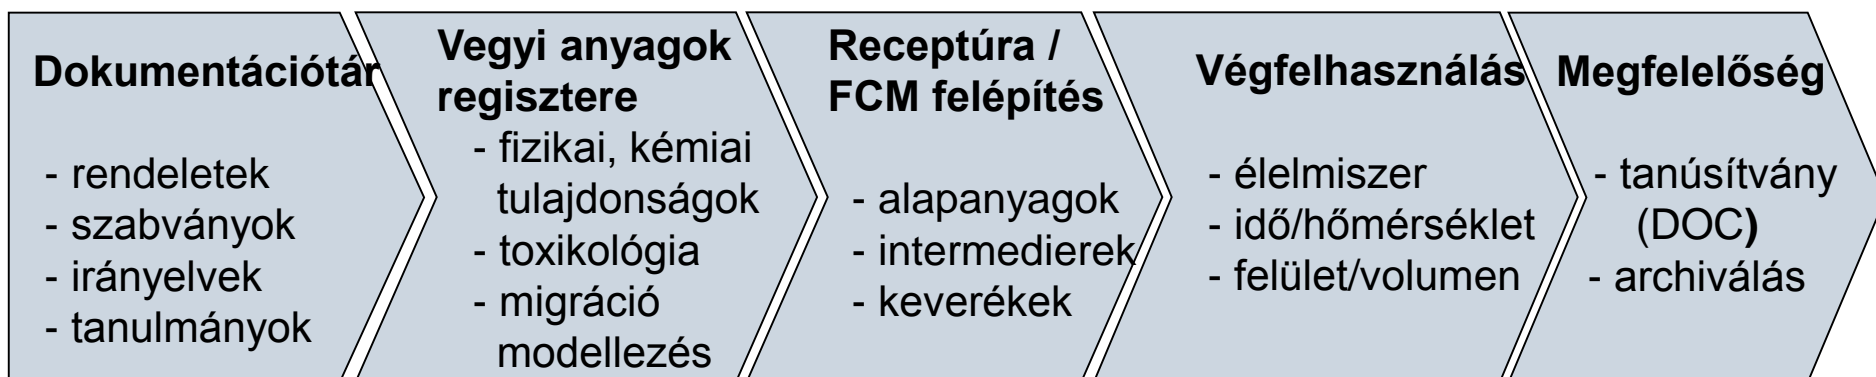 Dokumentációtár
- rendeletek
- szabványok
- irányelvek
- tanulmányok
Vegyi anyagok
regisztere
- fizikai, kémiai
tulajdonságok
- toxikológia
- migráció
modellezés
Receptúra /
FCM felépítés
- alapanyagok
- intermedierek
- keverékek
Végfelhasználás
- élelmiszer
- idő/hőmérséklet
- felület/volumen
Megfelelőség
- tanúsítvány
(DOC)
- archiválás